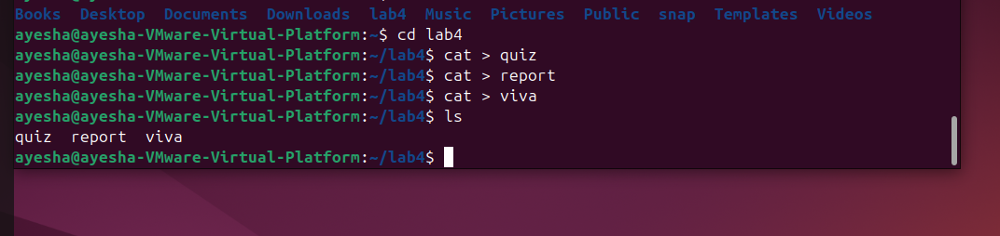 Books  Desktop  Documents  Downloads  lab4  Music  Pictures  Public  snap  Templates  Videos
ayesha@ayesha-VMware-Virtual-Platform:~$ cd lab4
ayesha@ayesha-VMware-Virtual-Platform:~/lab4$ cat > quiz
ayesha@ayesha-VMware-Virtual-Platform:~/lab4$ cat > report
ayesha@ayesha-VMware-Virtual-Platform:~/lab4$ cat > viva
ayesha@ayesha-VMware-Virtual-Platform:~/lab4$ ls
quiz  report  viva
ayesha@ayesha-VMware-Virtual-Platform:~/lab4$